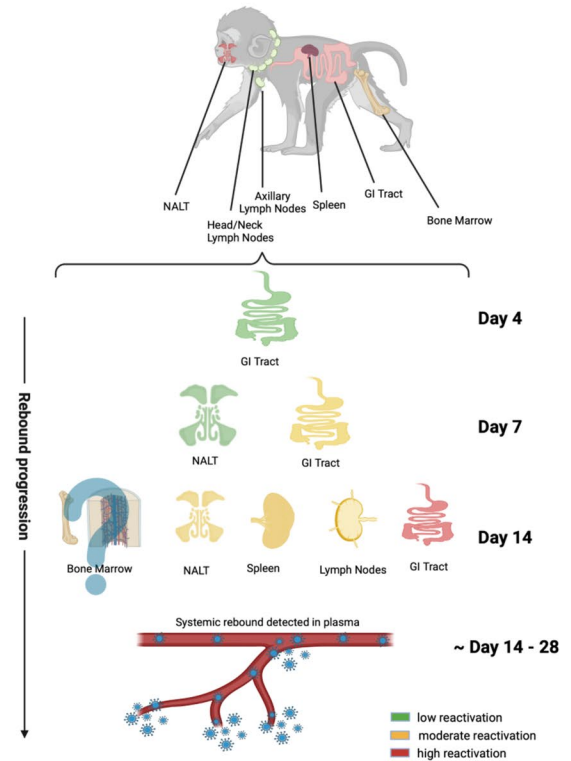 NALT
Head/Neck
Lymph Nodes
Axillary
Lymph Nodes
Spleen
GI Tract
Bone Marrow
Rebound progression
GI Tract
Day 4
NALT
GI Tract
Day 7
?
Bone Marrow
NALT
Spleen
Lymph Nodes
GI Tract
Day 14
Systemic rebound detected in plasma
~ Day 14 - 28
low reactivation
moderate reactivation
high reactivation